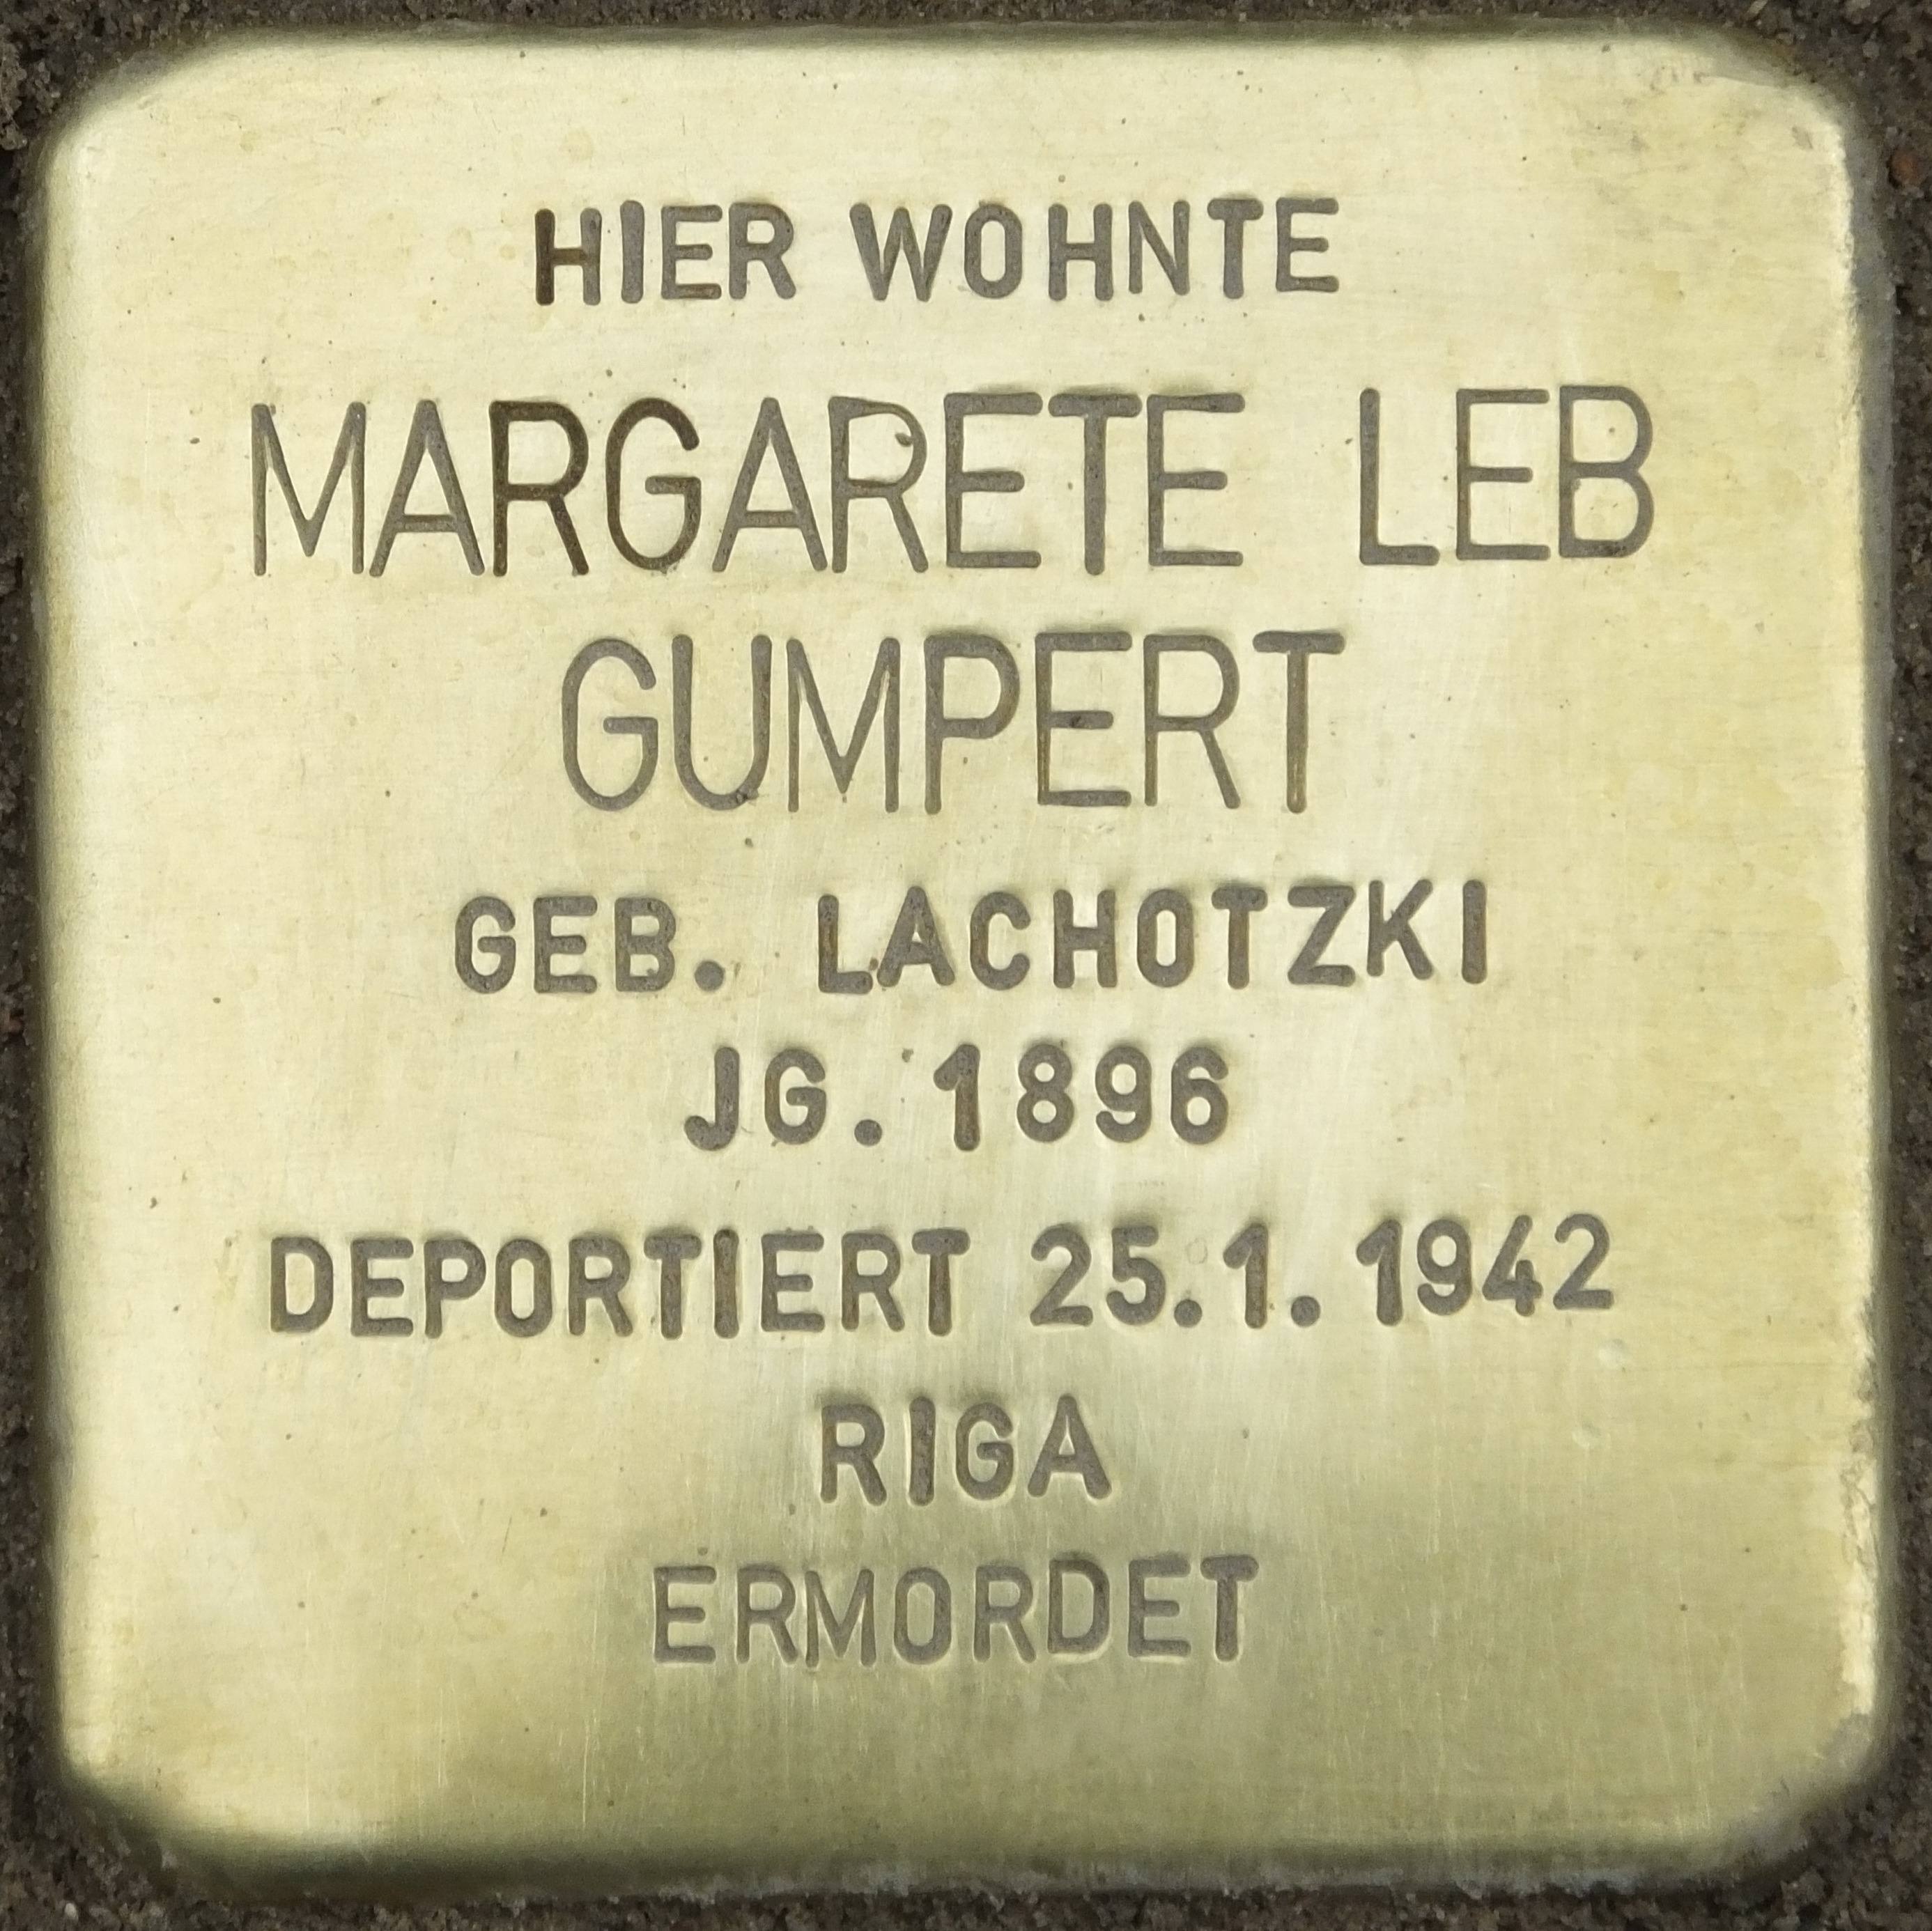 HIER WOHNTE
MARGARETE LEB
GUMPERT
GEB. LACHOTZKI
JG. 1896
DEPORTIERT 25.1.1942
RIGA
ERMORDET